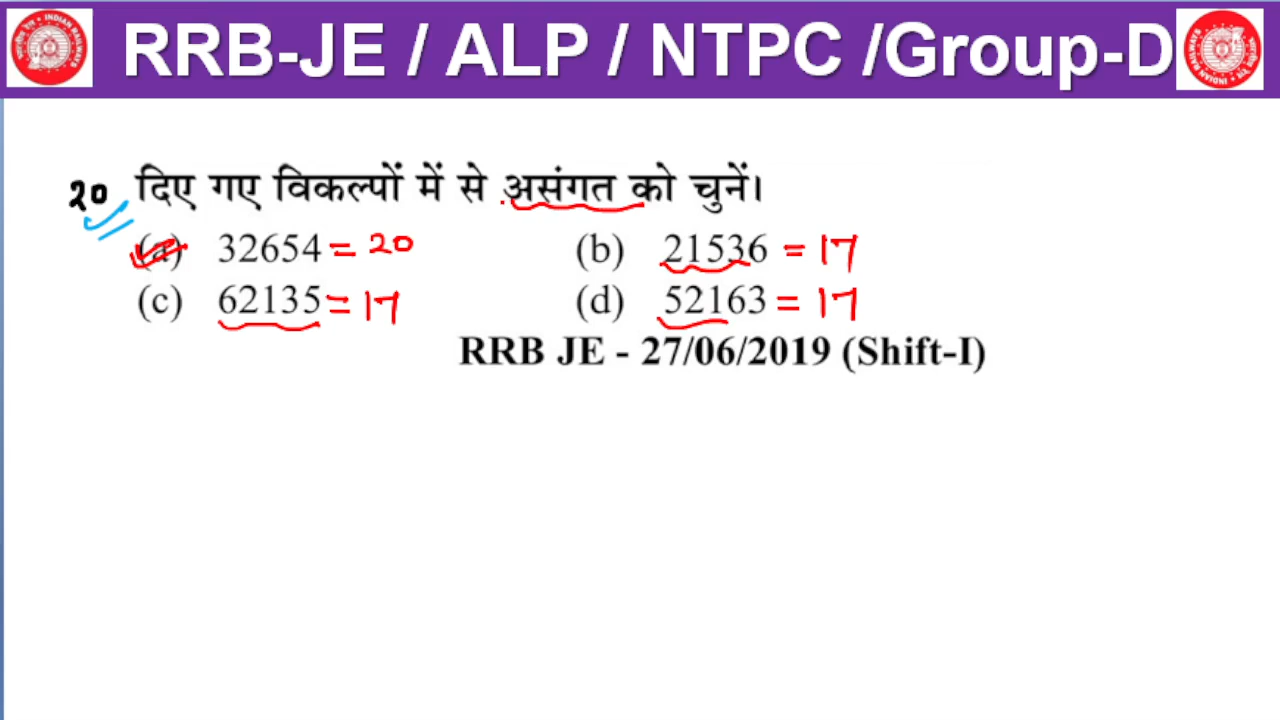 RRB-JE / ALP / NTPC /Group-D
20 दिए गए विकल्पों में से असंगत को चुनें।
(a) 32654 = 20 (b) 21536 = 17
(c) 62135 = 17 (d) 52163 = 17
RRB JE - 27/06/2019 (Shift-I)